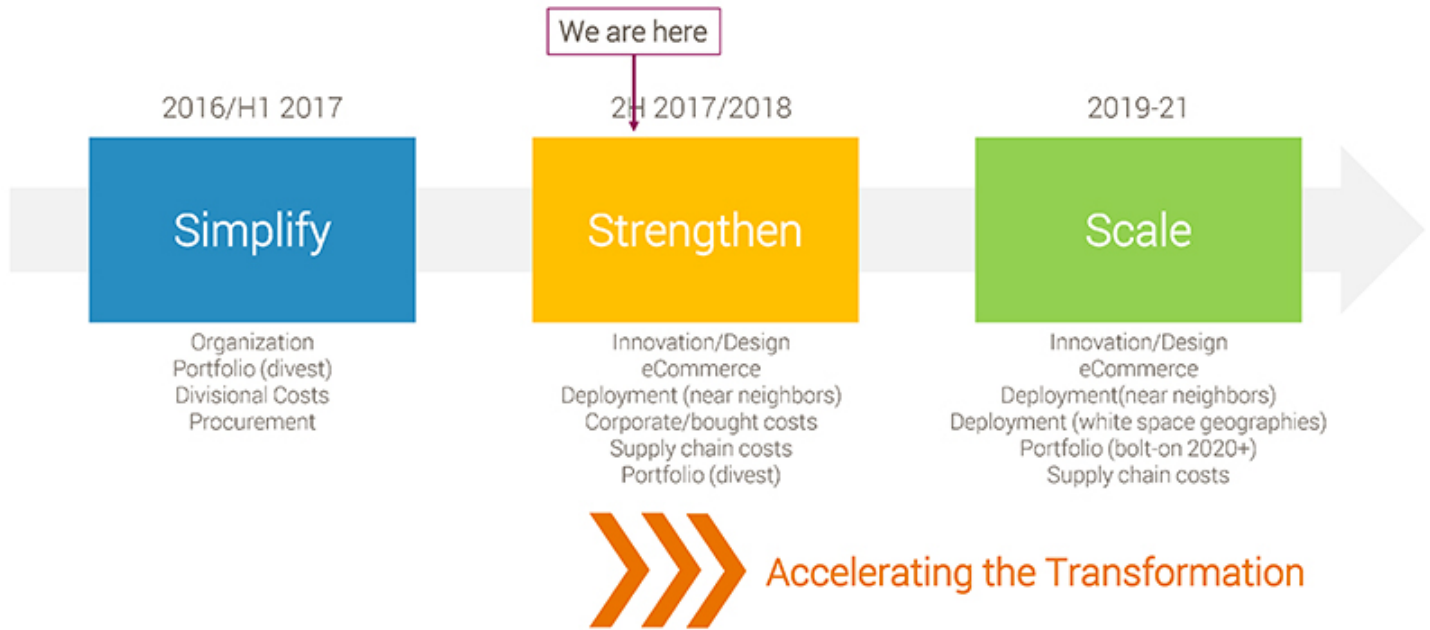 We are here
2016/H1 2017
2H 2017/2018
2019-21
Simplify
Strengthen
Scale
Organization
Portfolio (divest)
Divisional Costs
Procurement
Innovation/Design
eCommerce
Deployment (near neighbors)
Corporate/bought costs
Supply chain costs
Portfolio (divest)
Innovation/Design
eCommerce
Deployment(near neighbors)
Deployment (white space geographies)
Portfolio (bolt-on 2020+)
Supply chain costs
Accelerating the Transformation